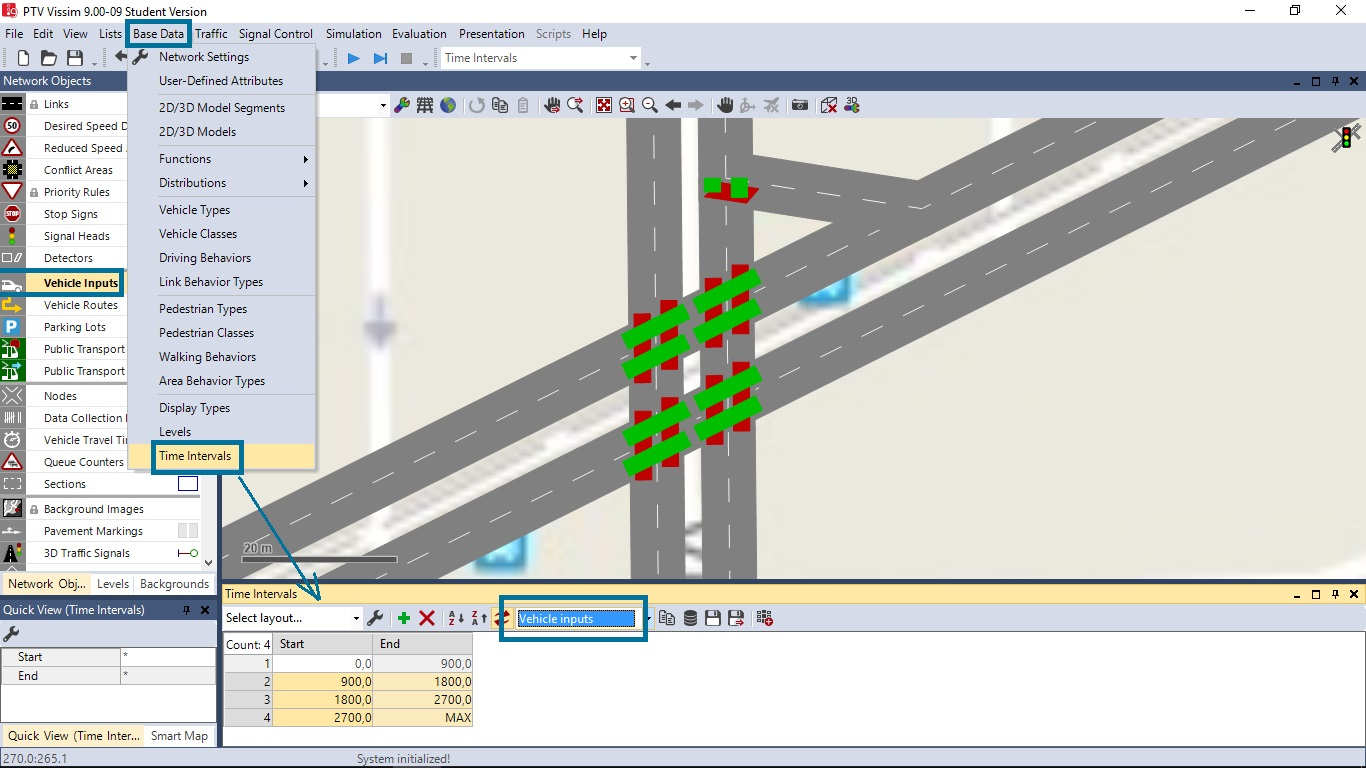 PTV Vissim 9.00-09 Student Version
File Edit View Lists Base Data Traffic Signal Control Simulation Evaluation Presentation Scripts Help
Time Intervals
Network Objects
Links
Desired Speed D
Reduced Speed
Conflict Areas
Priority Rules
Stop Signs
Signal Heads
Detectors
Vehicle Inputs
Vehicle Routes
Parking Lots
Public Transport
Public Transport
Nodes
Data Collection
Vehicle Travel Ti
Queue Counters
Sections
Background Images
Pavement Markings
3D Traffic Signals
Network Obj... Levels Backgrounds
Network Settings
User-Defined Attributes
2D/3D Model Segments
2D/3D Models
Functions
Distributions
Vehicle Types
Vehicle Classes
Driving Behaviors
Link Behavior Types
Pedestrian Types
Pedestrian Classes
Walking Behaviors
Area Behavior Types
Display Types
Levels
Time Intervals
50
STOP
P
3D
20 m
Quick View (Time Intervals)
Start *
End *
Quick View (Time Inter... Smart Map
Time Intervals
Select layout... Vehicle inputs
Count: 4 Start End
1 0,0 900,0
2 900,0 1800,0
3 1800,0 2700,0
4 2700,0 MAX
270.0:265.1 System initialized!